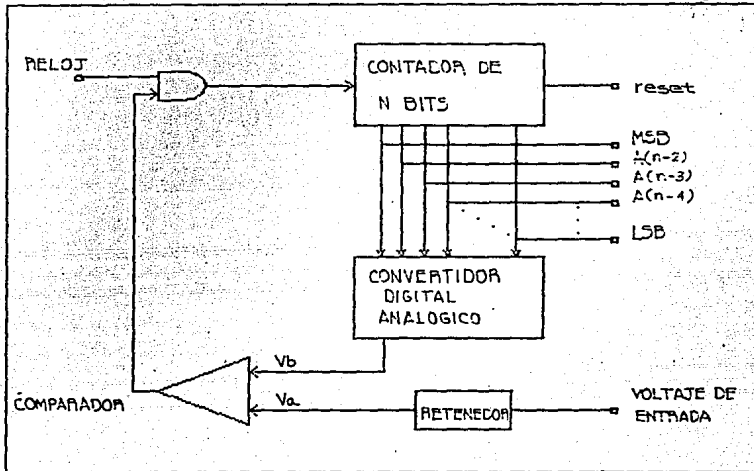 RELOJ
CONTADOR DE
N BITS
reset
MSB
A(n-2)
A(n-3)
A(n-4)
LSB
CONVERTIDOR
DIGITAL
ANALOGICO
Vb
COMPARADOR
Va
RETENEDOR
VOLTAJE DE
ENTRADA